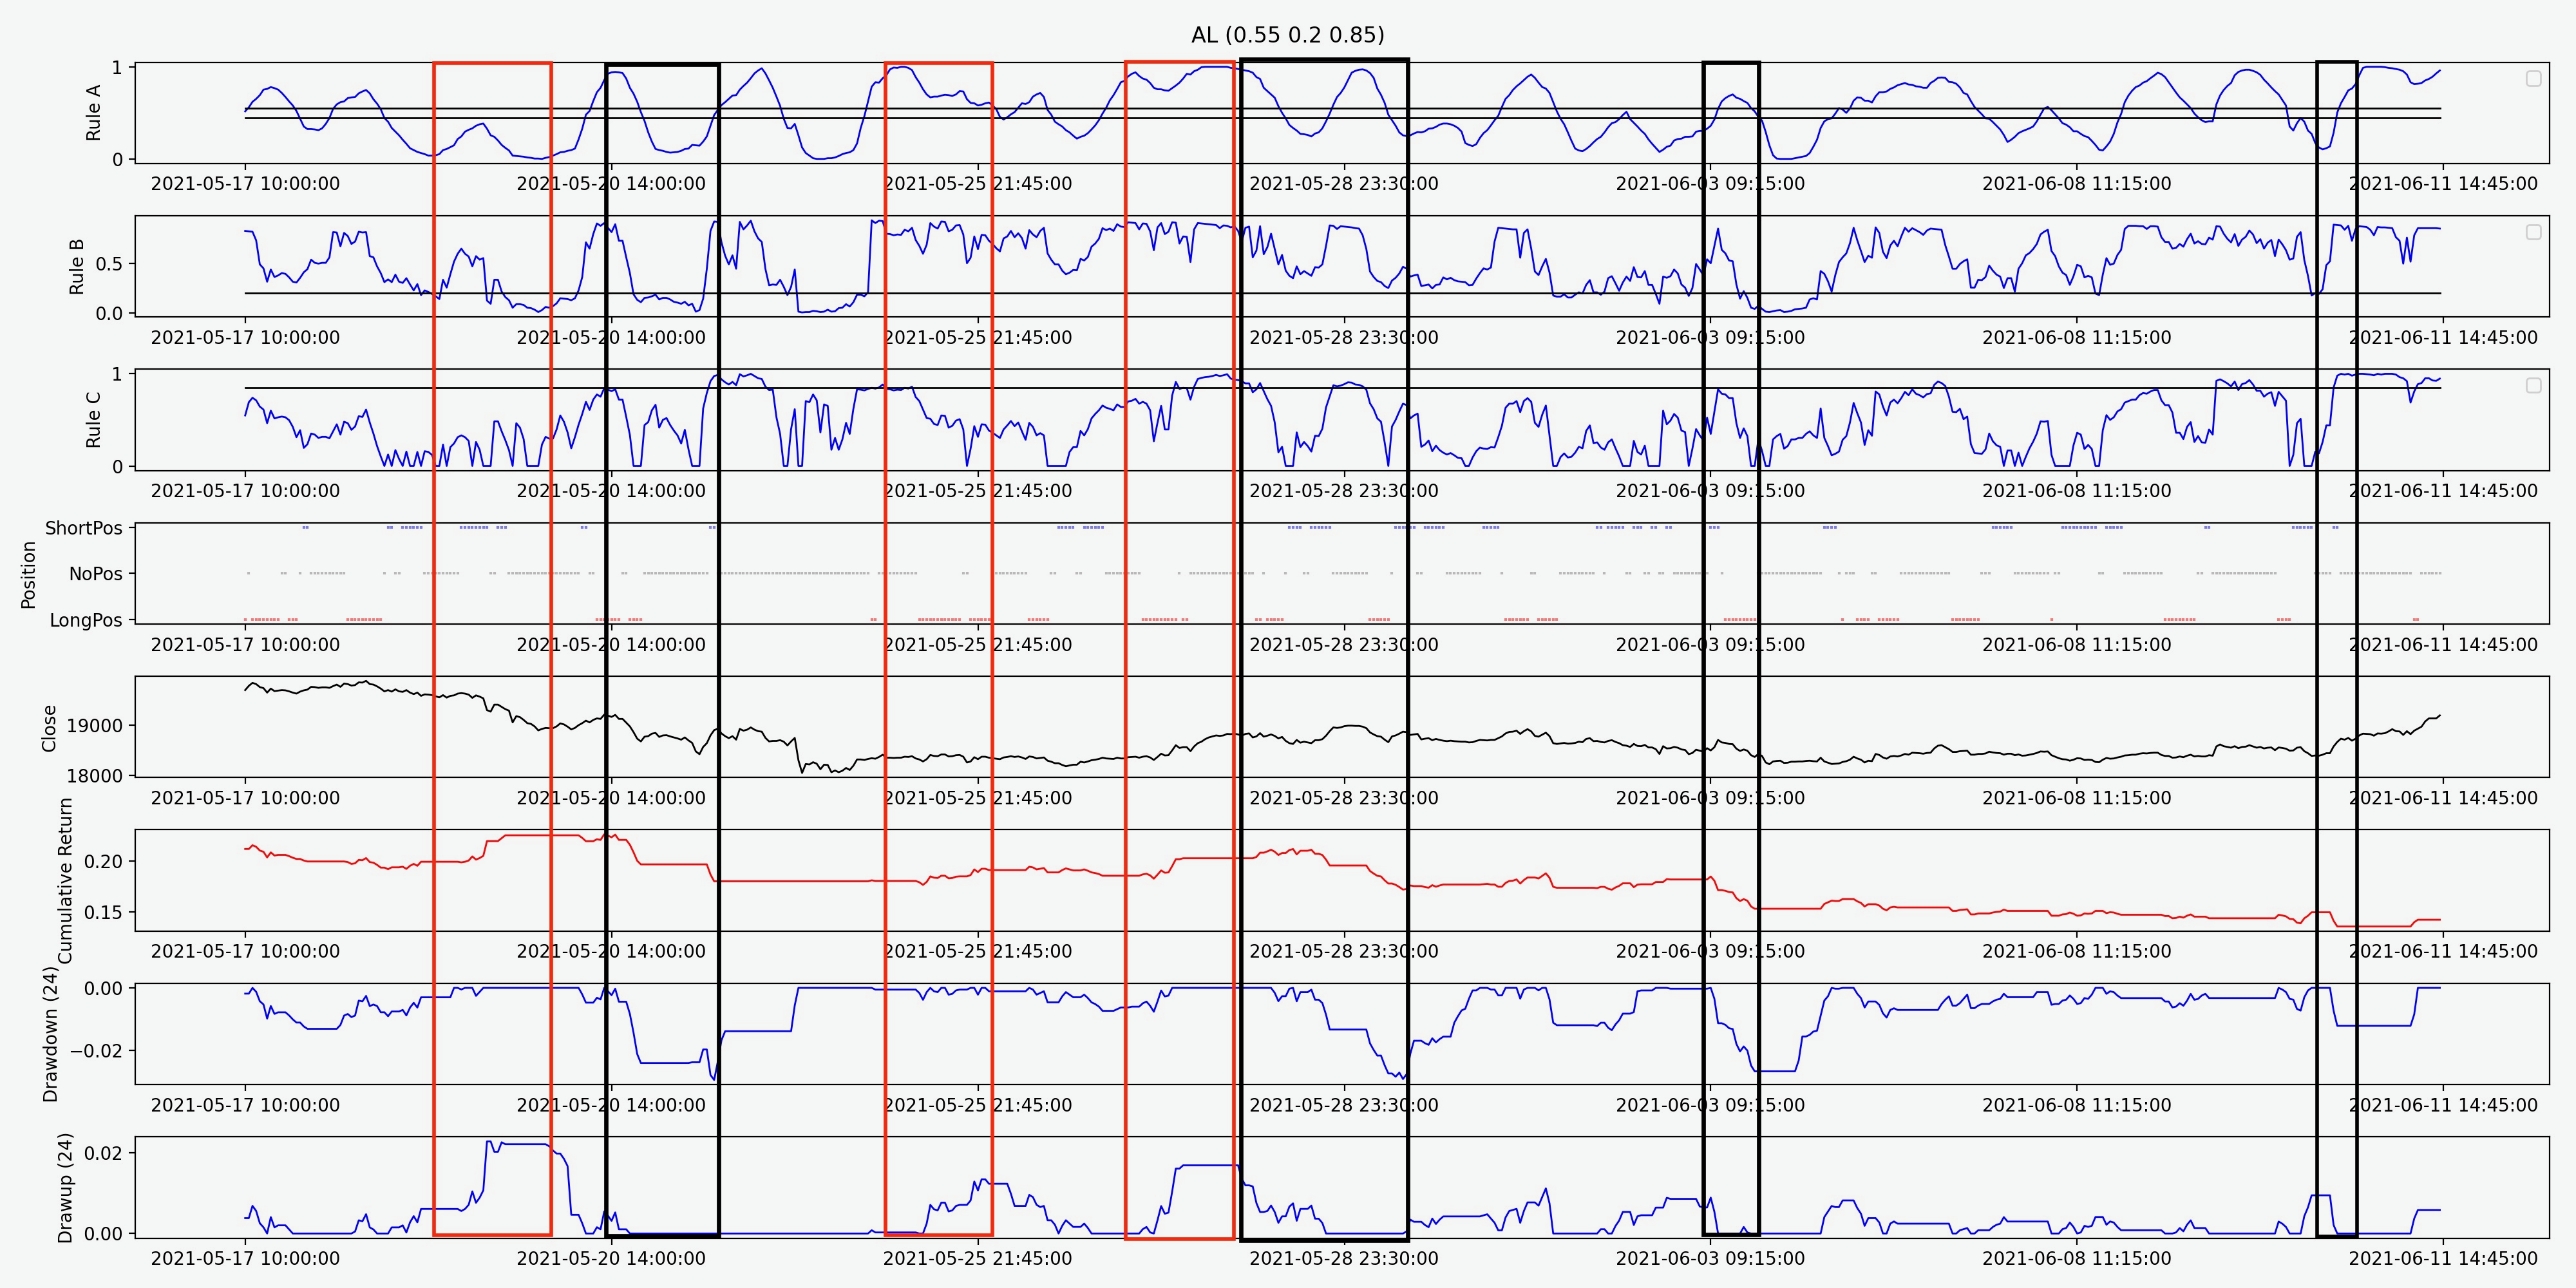 AL (0.55 0.2 0.85)
Rule A
1
0
2021-05-17 10:00:00 2021-05-20 14:00:00 2021-05-25 21:45:00 2021-05-28 23:30:00 2021-06-03 09:15:00 2021-06-08 11:15:00 2021-06-11 14:45:00
Rule B
0.5
0.0
2021-05-17 10:00:00 2021-05-20 14:00:00 2021-05-25 21:45:00 2021-05-28 23:30:00 2021-06-03 09:15:00 2021-06-08 11:15:00 2021-06-11 14:45:00
Rule C
1
0
2021-05-17 10:00:00 2021-05-20 14:00:00 2021-05-25 21:45:00 2021-05-28 23:30:00 2021-06-03 09:15:00 2021-06-08 11:15:00 2021-06-11 14:45:00
Position
ShortPos
NoPos
LongPos
2021-05-17 10:00:00 2021-05-20 14:00:00 2021-05-25 21:45:00 2021-05-28 23:30:00 2021-06-03 09:15:00 2021-06-08 11:15:00 2021-06-11 14:45:00
Close
19000
18000
2021-05-17 10:00:00 2021-05-20 14:00:00 2021-05-25 21:45:00 2021-05-28 23:30:00 2021-06-03 09:15:00 2021-06-08 11:15:00 2021-06-11 14:45:00
Cumulative Return
0.20
0.15
2021-05-17 10:00:00 2021-05-20 14:00:00 2021-05-25 21:45:00 2021-05-28 23:30:00 2021-06-03 09:15:00 2021-06-08 11:15:00 2021-06-11 14:45:00
Drawdown (24)
0.00
−0.02
2021-05-17 10:00:00 2021-05-20 14:00:00 2021-05-25 21:45:00 2021-05-28 23:30:00 2021-06-03 09:15:00 2021-06-08 11:15:00 2021-06-11 14:45:00
Drawup (24)
0.02
0.00
2021-05-17 10:00:00 2021-05-20 14:00:00 2021-05-25 21:45:00 2021-05-28 23:30:00 2021-06-03 09:15:00 2021-06-08 11:15:00 2021-06-11 14:45:00